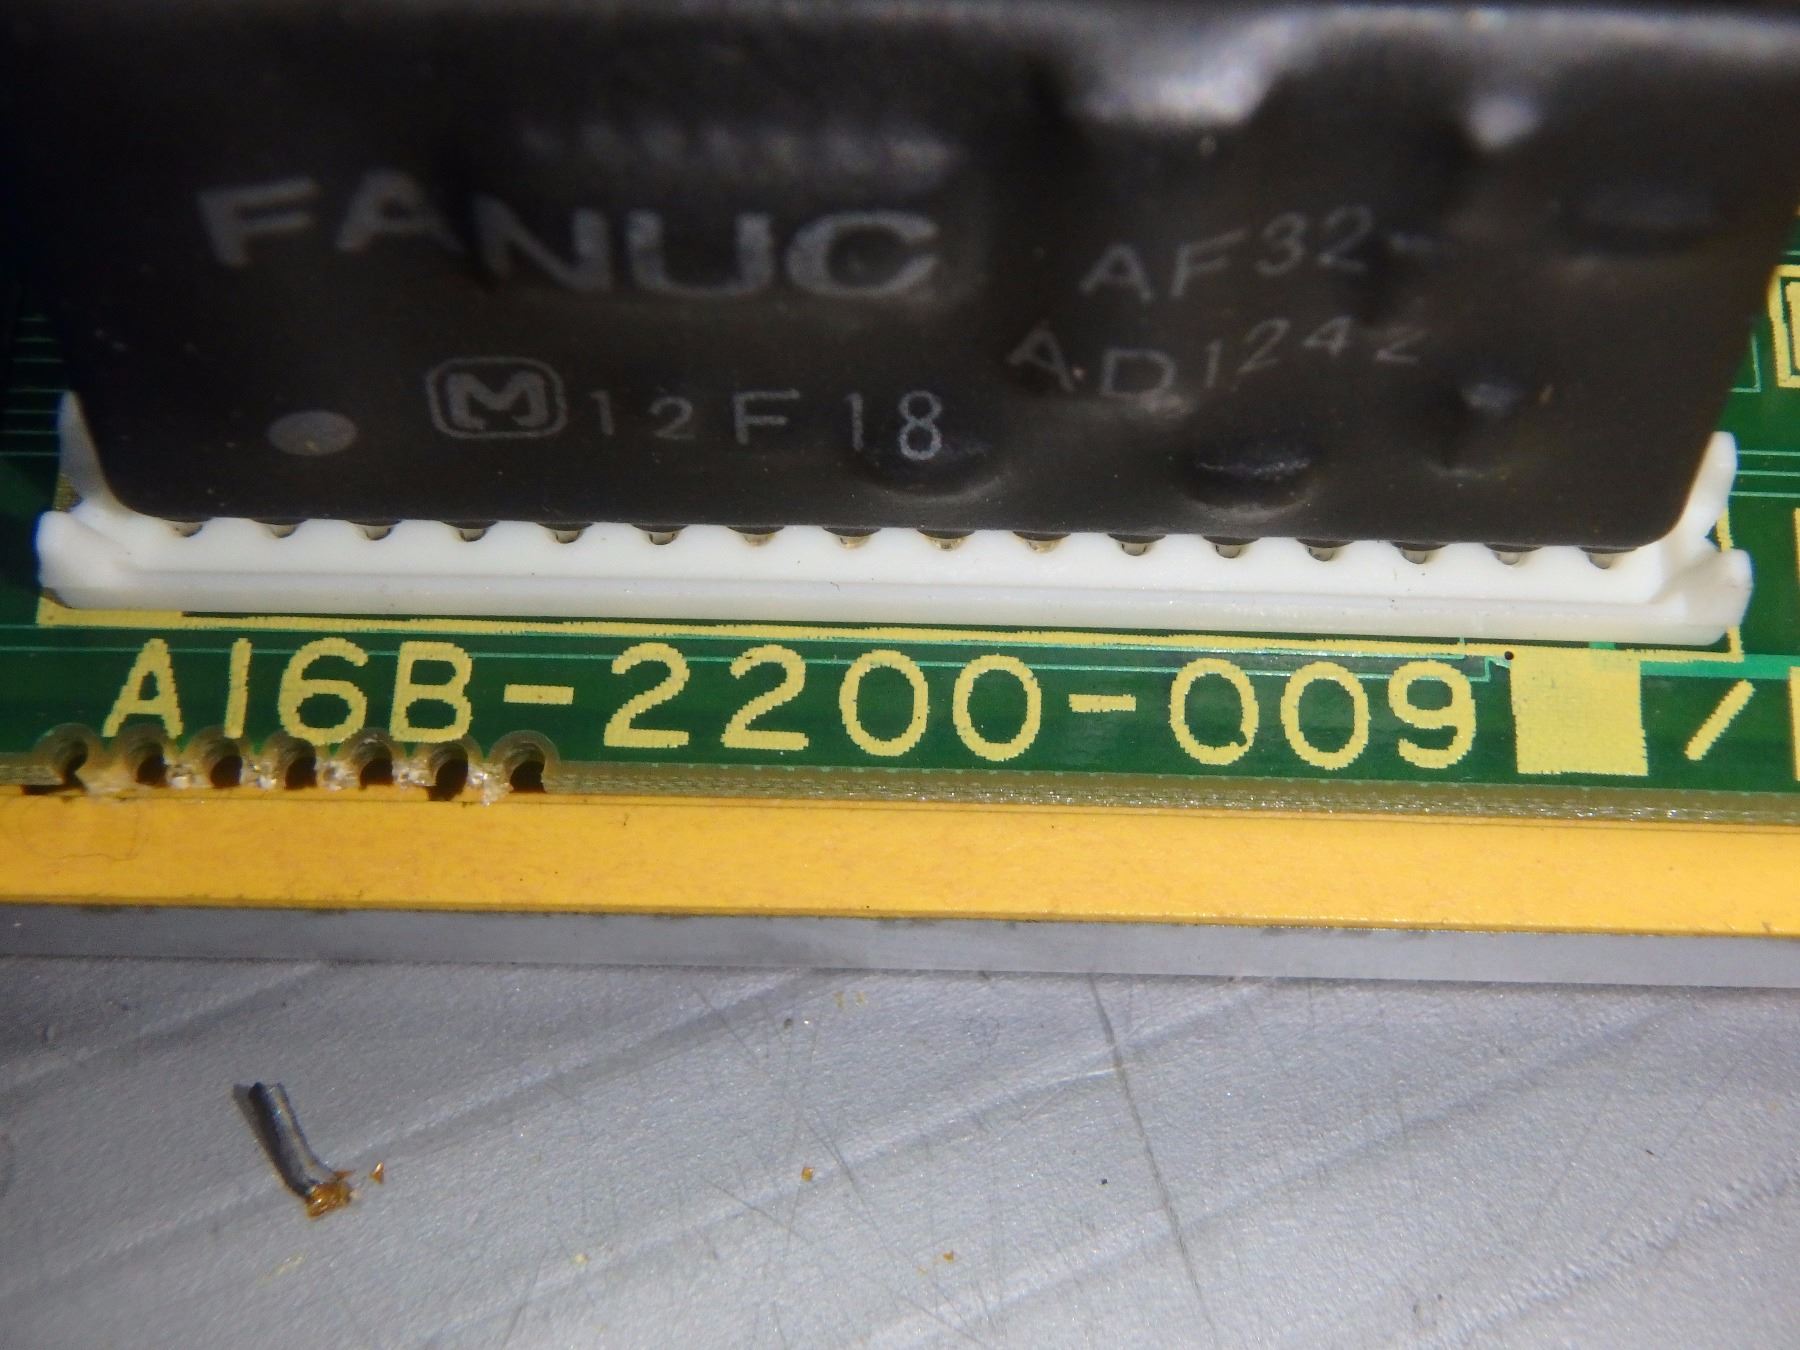 FANUC AF32-
AD1242
M 12F18
A16B-2200-009 /